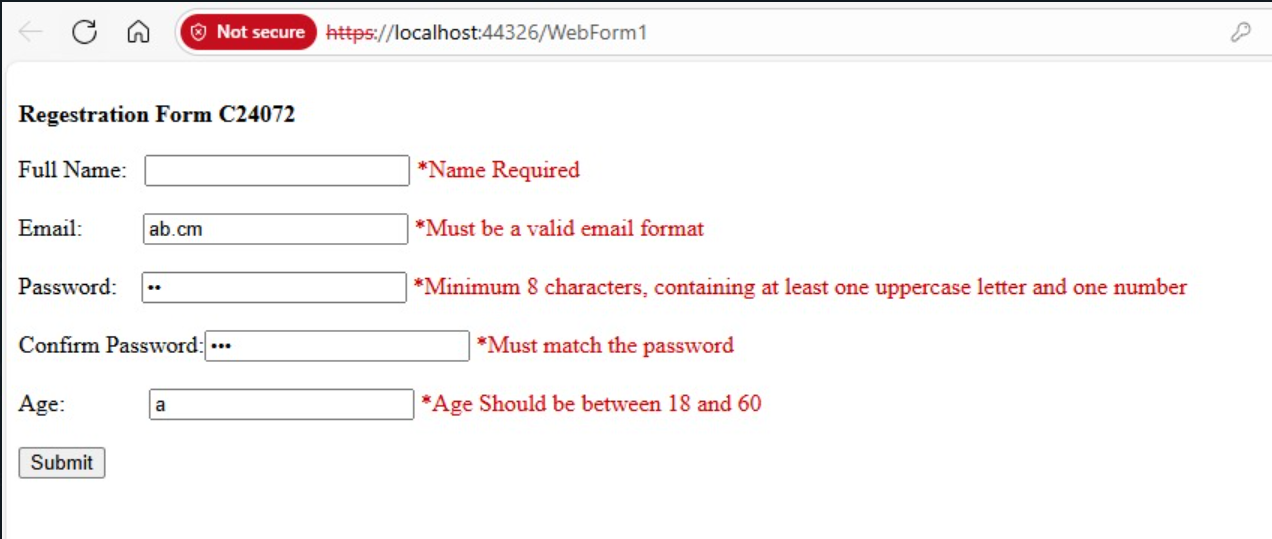 Not secure https://localhost:44326/WebForm1
Regestration Form C24072
Full Name: *Name Required
Email: ab.cm *Must be a valid email format
Password: •• *Minimum 8 characters, containing at least one uppercase letter and one number
Confirm Password: ••• *Must match the password
Age: a *Age Should be between 18 and 60
Submit